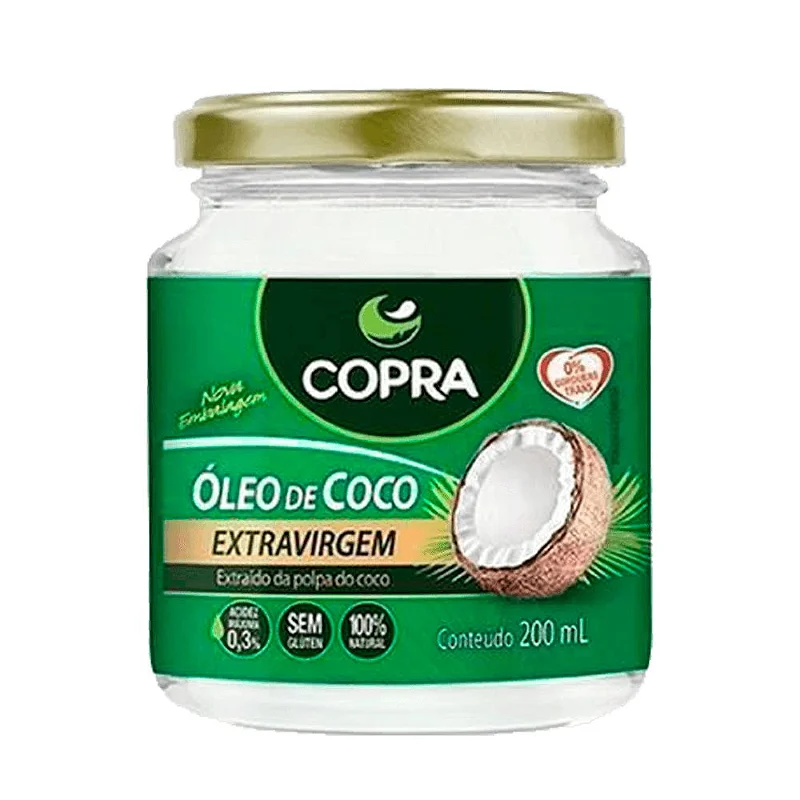 COPRA
Nova
Embalagem
0%
GORDURAS
TRANS
ÓLEO DE COCO
EXTRAVIRGEM
Extraído da polpa do coco
ACIDEZ
MÁXIMA
0,3%
SEM
GLÚTEN
100%
NATURAL
Conteúdo 200 mL